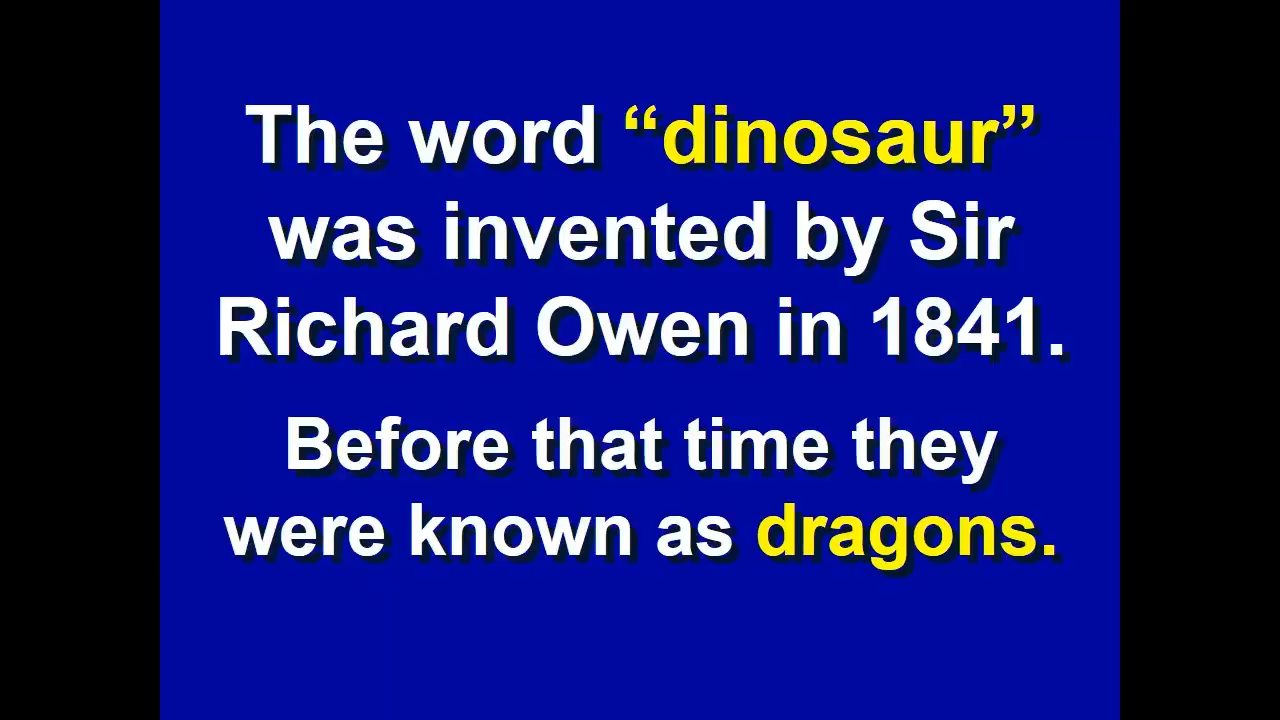 The word “dinosaur”
was invented by Sir
Richard Owen in 1841.
Before that time they
were known as dragons.